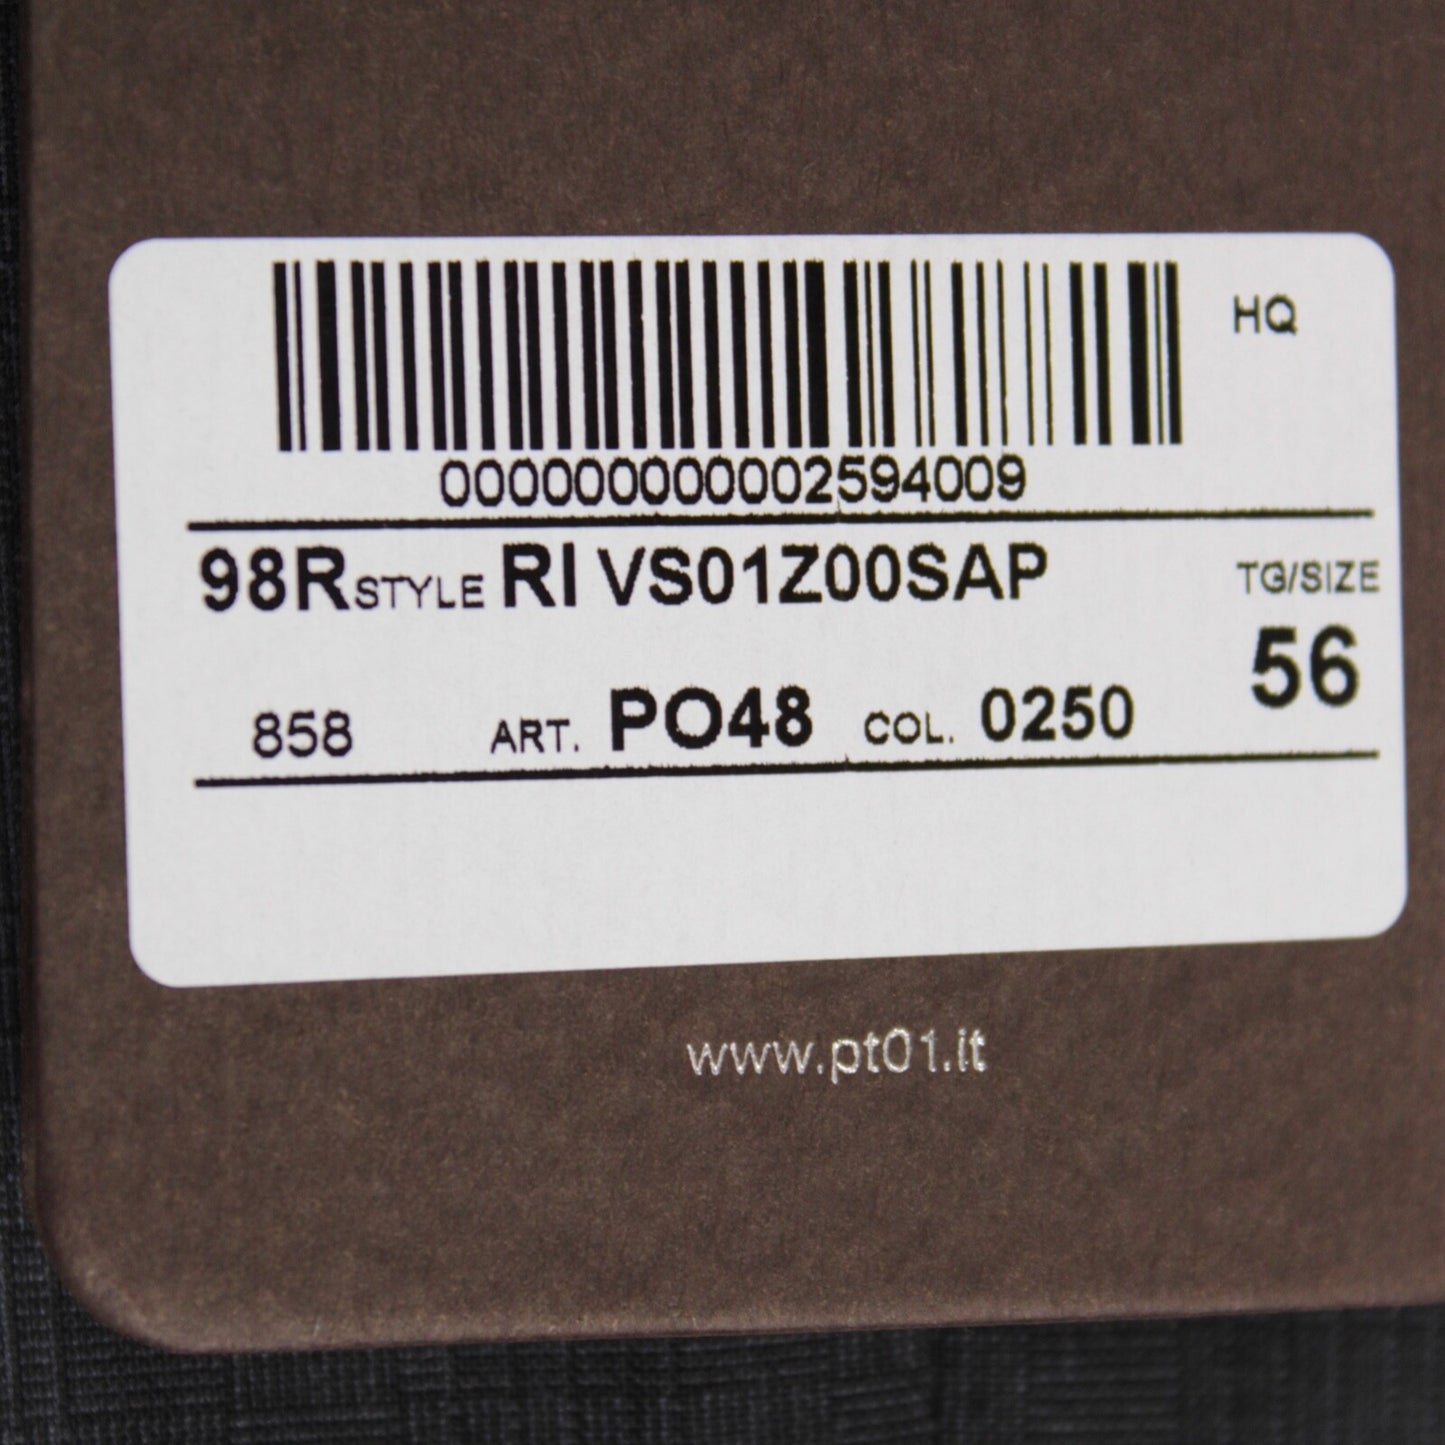 HQ
000000000002594009
98R STYLE RI VS01Z00SAP TG/SIZE
56
858 ART. PO48 COL. 0250
www.pt01.it